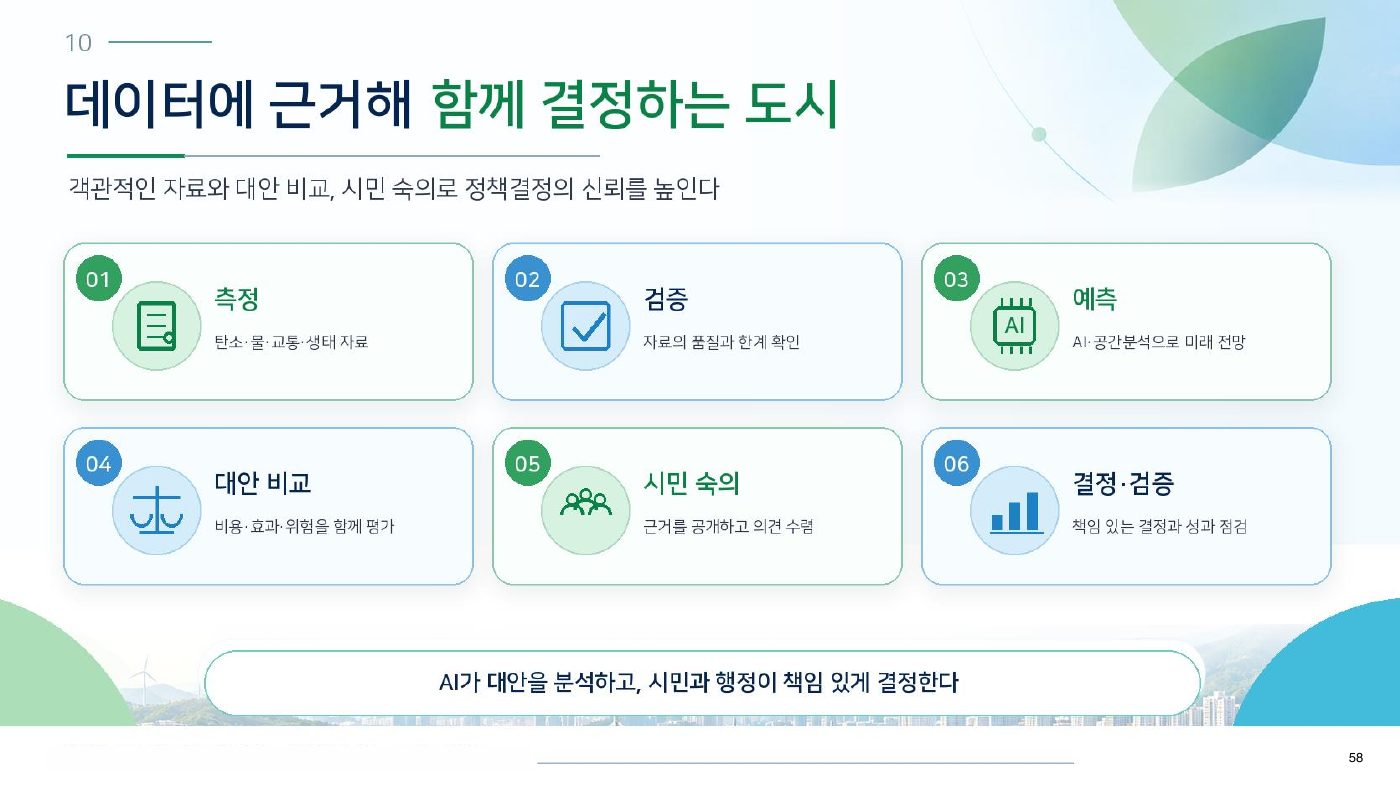 10
데이터에 근거해 함께 결정하는 도시
객관적인 자료와 대안 비교, 시민 숙의로 정책결정의 신뢰를 높인다
01
측정
탄소·물·교통·생태 자료
02
검증
자료의 품질과 한계 확인
03
AI
예측
AI·공간분석으로 미래 전망
04
대안 비교
비용·효과·위험을 함께 평가
05
시민 숙의
근거를 공개하고 의견 수렴
06
결정·검증
책임 있는 결정과 성과 점검
AI가 대안을 분석하고, 시민과 행정이 책임 있게 결정한다
58